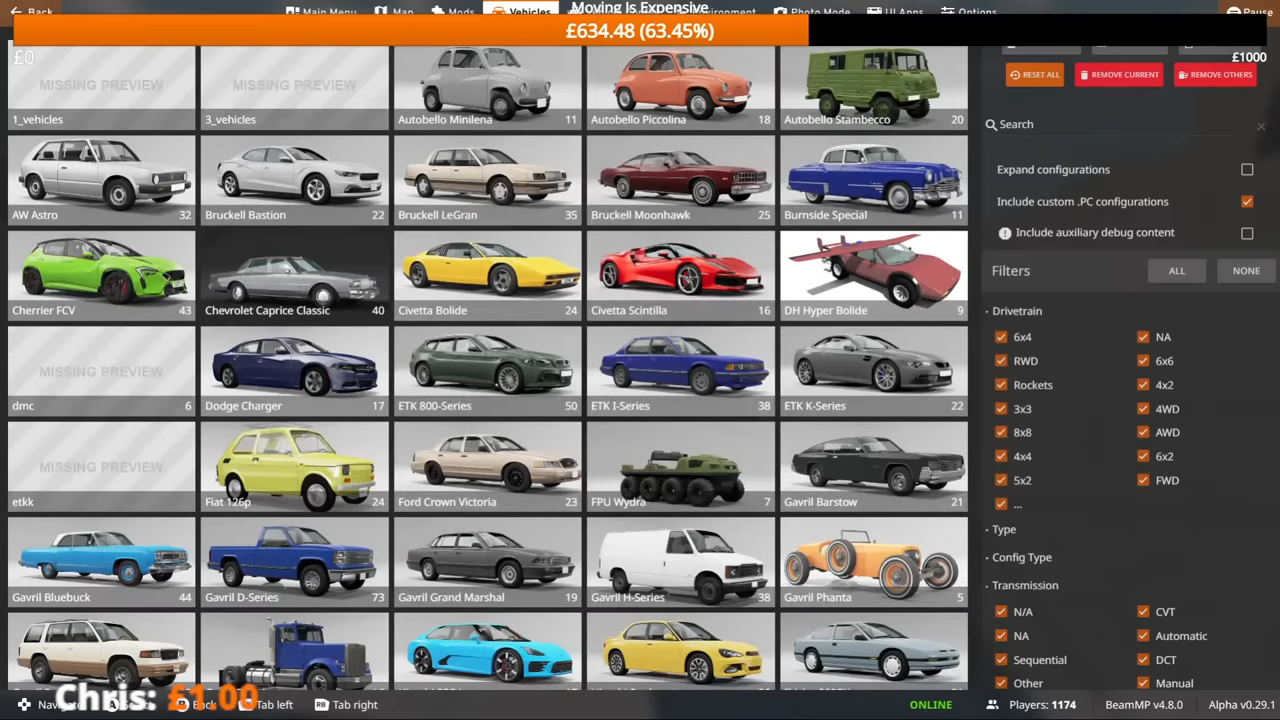 Back
Main Menu
Map
Mods
Vehicles
Photo Mode
UI Apps
Options
Pause
Moving Is Expensive
£634.48 (63.45%)
£0
£1000
MISSING PREVIEW
1_vehicles
MISSING PREVIEW
3_vehicles
Autobello Minilena 11
Autobello Piccolina 18
Autobello Stambecco 20
AW Astro 32
Bruckell Bastion 22
Bruckell LeGran 35
Bruckell Moonhawk 25
Burnside Special 11
Cherrier FCV 43
Chevrolet Caprice Classic 40
Civetta Bolide 24
Civetta Scintilla 16
DH Hyper Bolide 9
MISSING PREVIEW
dmc 6
Dodge Charger 17
ETK 800-Series 50
ETK I-Series 38
ETK K-Series 22
MISSING PREVIEW
etkk
Fiat 126p 24
Ford Crown Victoria 23
FPU Wydra 7
Gavril Barstow 21
Gavril Bluebuck 44
Gavril D-Series 73
Gavril Grand Marshal 19
Gavril H-Series 38
Gavril Phanta 5
RESET ALL
REMOVE CURRENT
REMOVE OTHERS
Search
Expand configurations
Include custom .PC configurations
Include auxiliary debug content
Filters
ALL
NONE
- Drivetrain
6x4
NA
RWD
6x6
Rockets
4x2
3x3
4WD
8x8
AWD
4x4
6x2
5x2
FWD
...
- Type
- Config Type
- Transmission
N/A
CVT
NA
Automatic
Sequential
DCT
Other
Manual
Chris: £1.00
Back
Tab left
RB Tab right
ONLINE
Players: 1174
BeamMP v4.8.0
Alpha v0.29.1